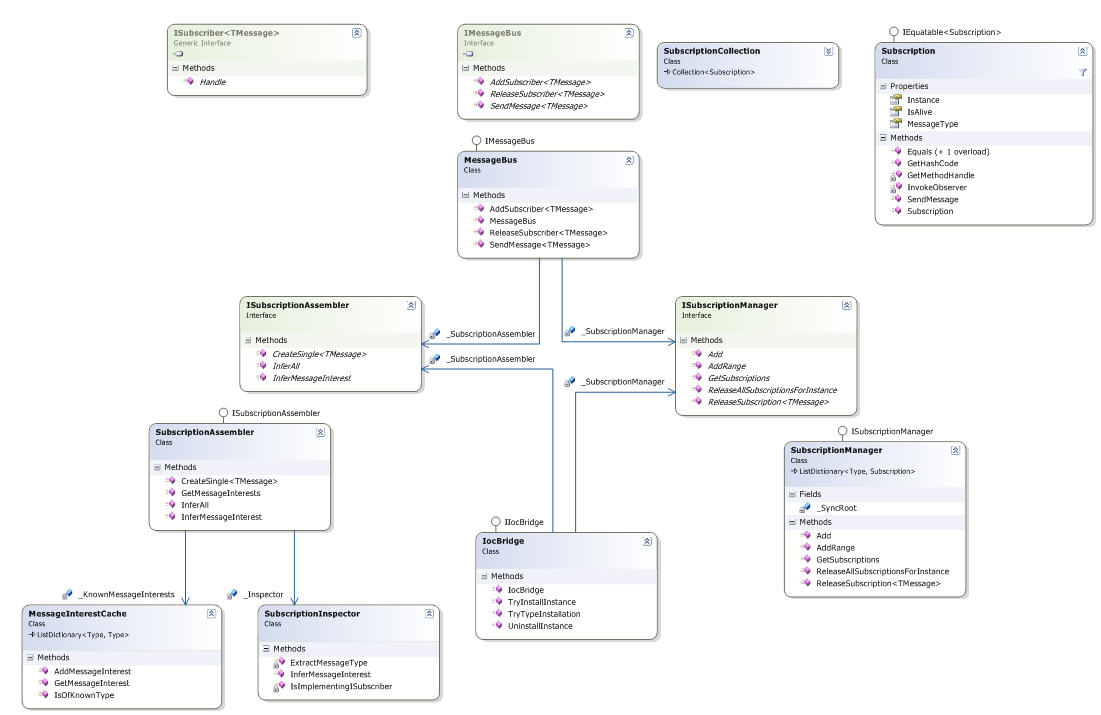 ISubscriber<TMessage>
Generic Interface
Methods
Handle
IMessageBus
Interface
Methods
AddSubscriber<TMessage>
ReleaseSubscriber<TMessage>
SendMessage<TMessage>
SubscriptionCollection
Class
Collection<Subscription>
IEquatable<Subscription>
Subscription
Class
Properties
Instance
IsAlive
MessageType
Methods
Equals (+ 1 overload)
GetHashCode
GetMethodHandle
InvokeObserver
SendMessage
Subscription
IMessageBus
MessageBus
Class
Methods
AddSubscriber<TMessage>
MessageBus
ReleaseSubscriber<TMessage>
SendMessage<TMessage>
ISubscriptionAssembler
Interface
Methods
CreateSingle<TMessage>
InferAll
InferMessageInterest
_SubscriptionAssembler
_SubscriptionAssembler
_SubscriptionManager
_SubscriptionManager
ISubscriptionManager
Interface
Methods
Add
AddRange
GetSubscriptions
ReleaseAllSubscriptionsForInstance
ReleaseSubscription<TMessage>
ISubscriptionAssembler
SubscriptionAssembler
Class
Methods
CreateSingle<TMessage>
GetMessageInterests
InferAll
InferMessageInterest
ISubscriptionManager
SubscriptionManager
Class
ListDictionary<Type, Subscription>
Fields
_SyncRoot
Methods
Add
AddRange
GetSubscriptions
ReleaseAllSubscriptionsForInstance
ReleaseSubscription<TMessage>
IIocBridge
IocBridge
Class
Methods
IocBridge
TryInstallInstance
TryTypeInstallation
UninstallInstance
_KnownMessageInterests
_Inspector
MessageInterestCache
Class
ListDictionary<Type, Type>
Methods
AddMessageInterest
GetMessageInterest
IsOfKnownType
SubscriptionInspector
Class
Methods
ExtractMessageType
InferMessageInterest
IsImplementingISubscriber